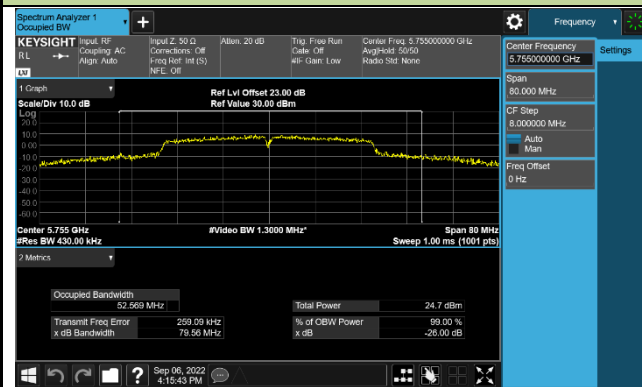 Spectrum Analyzer 1
Occupied BW
Frequency
KEYSIGHT
RL
LXI
Input: RF
Coupling: AC
Align: Auto
Input Z: 50 Ω
Corrections: Off
Freq Ref: Int (S)
NFE: Off
Atten: 20 dB
Trig: Free Run
Gate: Off
#IF Gain: Low
Center Freq: 5.755000000 GHz
Avg|Hold: 50/50
Radio Std: None
Center Frequency
5.755000000 GHz
Settings
Span
80.000 MHz
CF Step
8.000000 MHz
Auto
Man
Freq Offset
0 Hz
1 Graph
Scale/Div 10.0 dB
Ref Lvl Offset 23.00 dB
Ref Value 30.00 dBm
Log
20.0
10.0
0.00
-10.0
-20.0
-30.0
-40.0
-50.0
-60.0
Center 5.755 GHz
#Res BW 430.00 kHz
#Video BW 1.3000 MHz*
Span 80 MHz
Sweep 1.00 ms (1001 pts)
2 Metrics
Occupied Bandwidth
52.569 MHz
Total Power 24.7 dBm
Transmit Freq Error 259.09 kHz
x dB Bandwidth 79.56 MHz
% of OBW Power 99.00 %
x dB -26.00 dB
?
Sep 06, 2022
4:15:43 PM